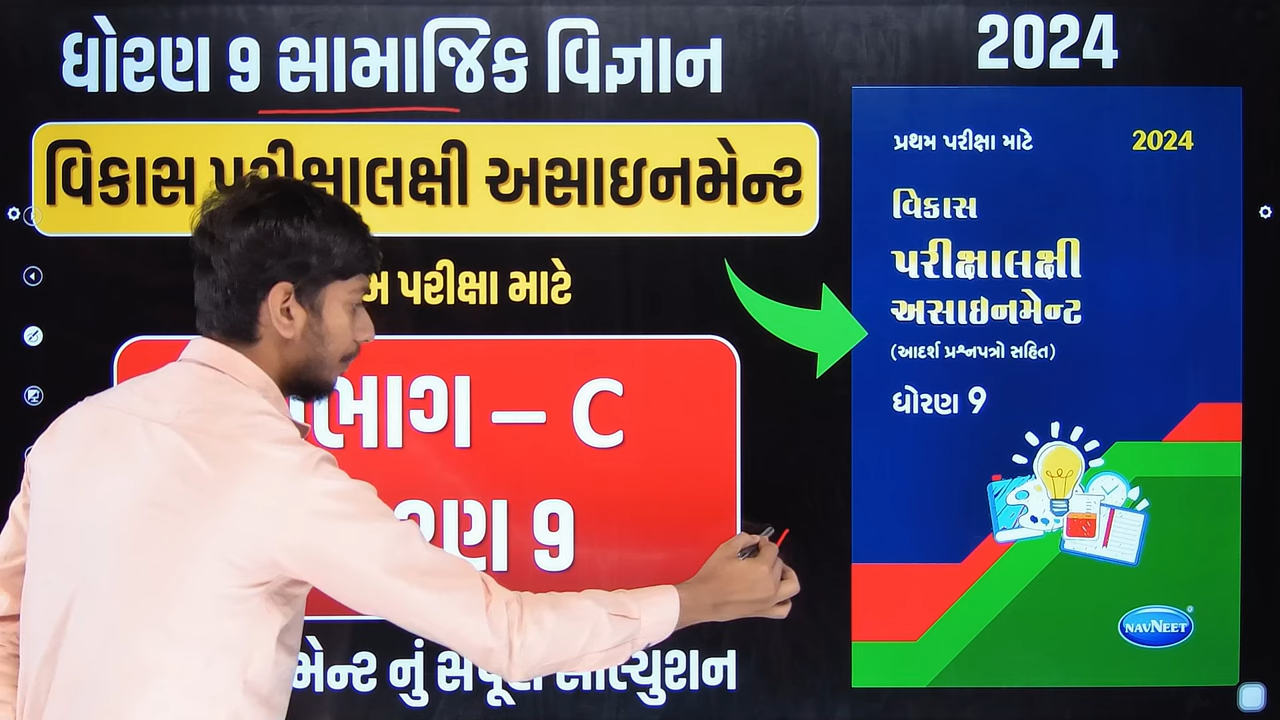 ધોરણ 9 સામાજિક વિજ્ઞાન
વિકાસ પરીક્ષાલક્ષી અસાઇનમેન્ટ
પરીક્ષા માટે
– C
9
નું
2024
પ્રથમ પરીક્ષા માટે 2024
વિકાસ
પરીક્ષાલક્ષી
અસાઇનમેન્ટ
(આદર્શ પ્રશ્નપત્રો સહિત)
ધોરણ 9
NAVNEET